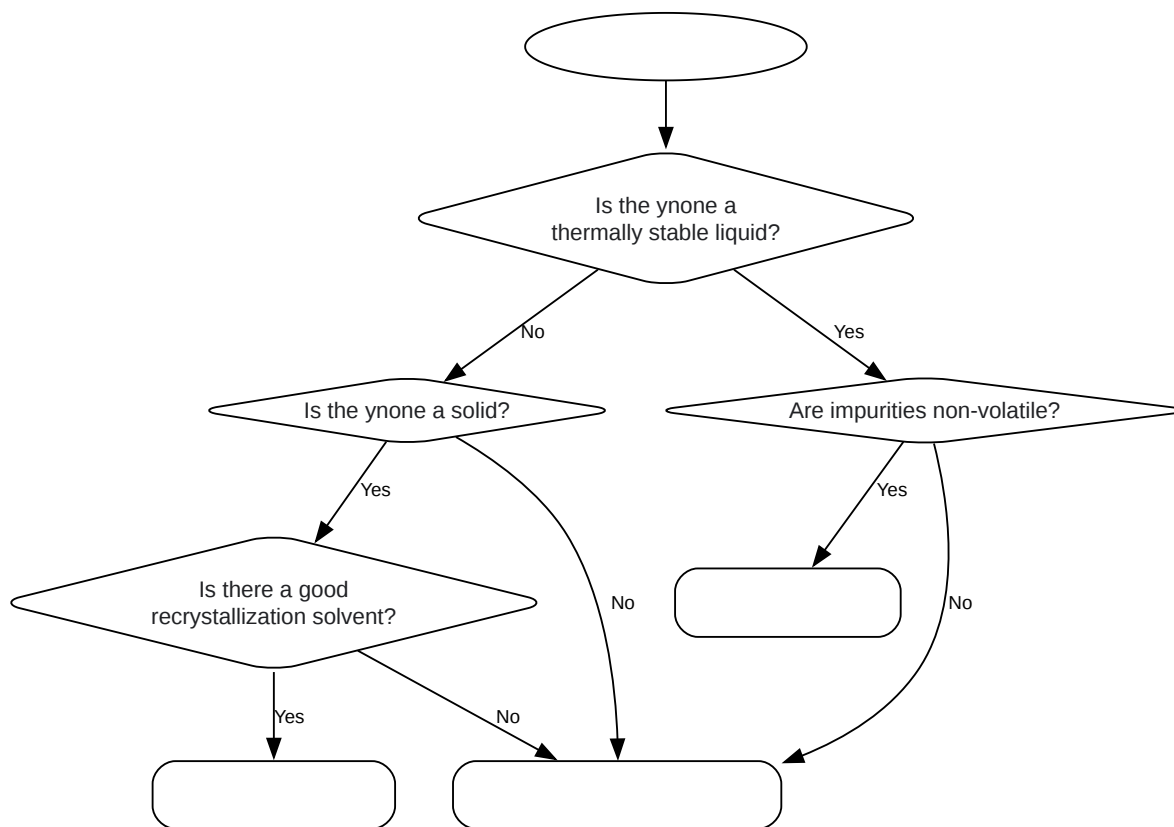 Is the ynone a
thermally stable liquid?
No
Yes
Is the ynone a solid?
Are impurities non-volatile?
Yes
Yes
Is there a good
recrystallization solvent?
No
No
Yes
No